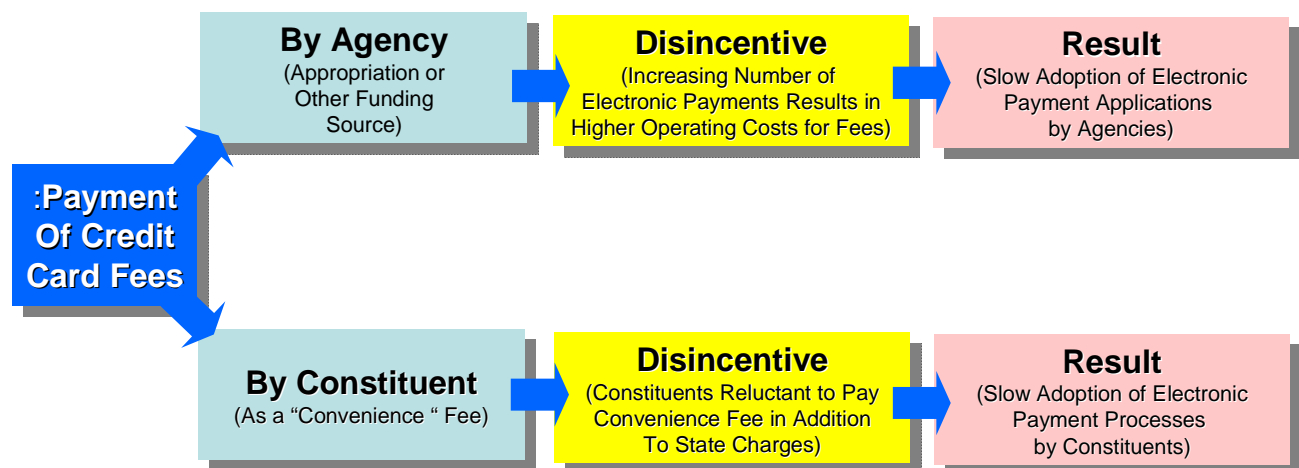 :Payment
Of Credit
Card Fees
By Agency
(Appropriation or
Other Funding
Source)
Disincentive
(Increasing Number of
Electronic Payments Results in
Higher Operating Costs for Fees)
Result
(Slow Adoption of Electronic
Payment Applications
by Agencies)
By Constituent
(As a “Convenience “ Fee)
Disincentive
(Constituents Reluctant to Pay
Convenience Fee in Addition
To State Charges)
Result
(Slow Adoption of Electronic
Payment Processes
by Constituents)